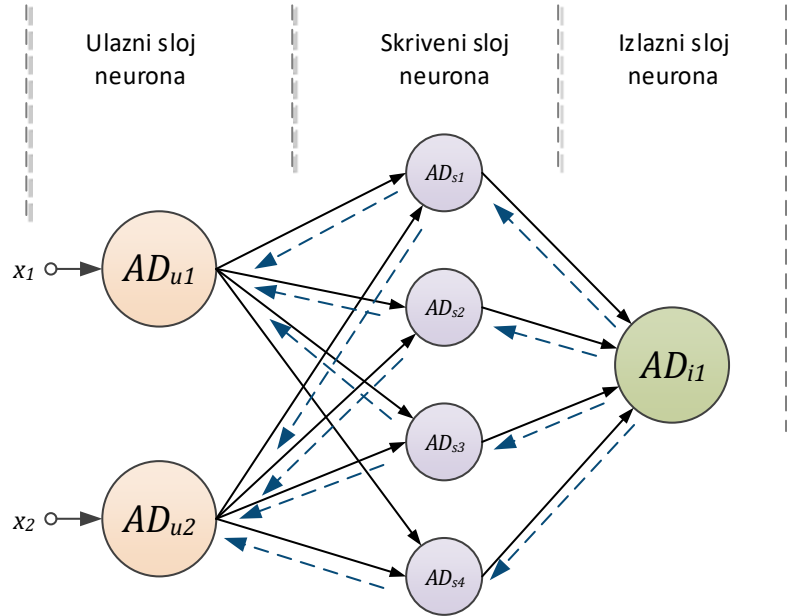 Ulazni sloj
neurona
Skriveni sloj
neurona
Izlazni sloj
neurona
x1
ADu1
x2
ADu2
ADs1
ADs2
ADs3
ADs4
ADi1